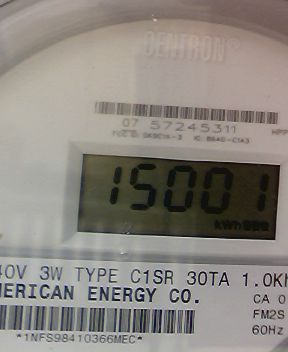 CENTRON®
07 57245311
15001
kWh
40V 3W TYPE C1SR 30TA 1.0Kh
MERICAN ENERGY CO.
CA 0
FM2S
60Hz
*1NFS98410366MEC*